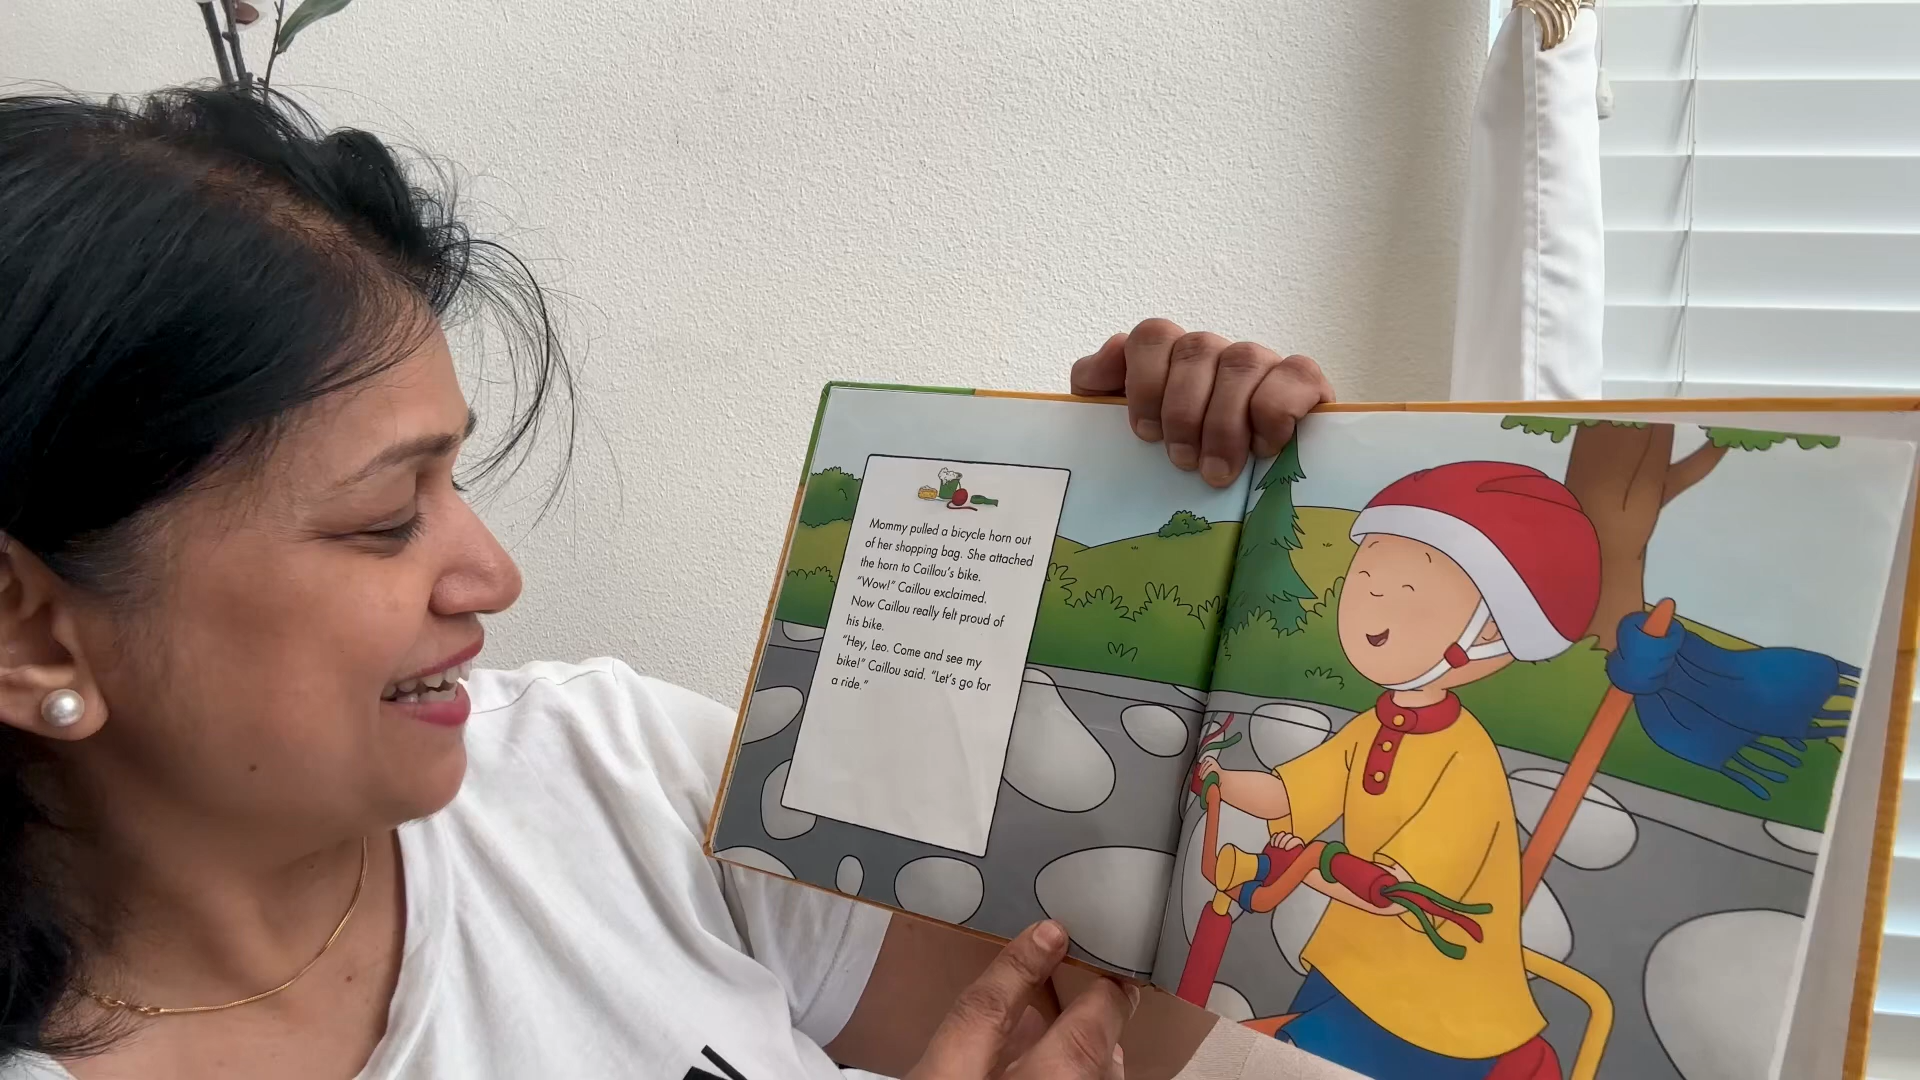 Mommy pulled a bicycle horn out
of her shopping bag. She attached
the horn to Caillou's bike.
"Wow!" Caillou exclaimed.
Now Caillou really felt proud of
his bike.
"Hey, Leo. Come and see my
bike!" Caillou said. "Let's go for
a ride."